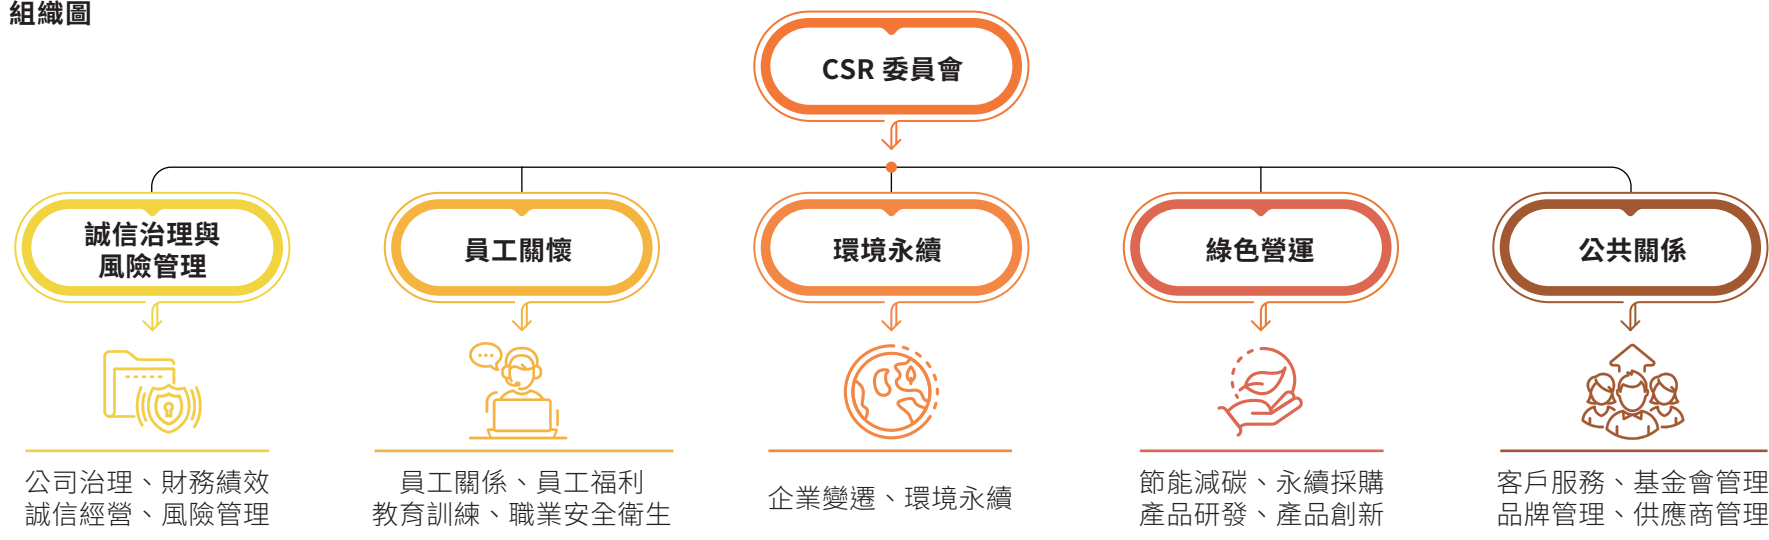 組織圖
CSR 委員會
誠信治理與
風險管理
員工關懷
環境永續
綠色營運
公共關係
公司治理、財務績效
誠信經營、風險管理
員工關係、員工福利
教育訓練、職業安全衛生
企業變遷、環境永續
節能減碳、永續採購
產品研發、產品創新
客戶服務、基金會管理
品牌管理、供應商管理